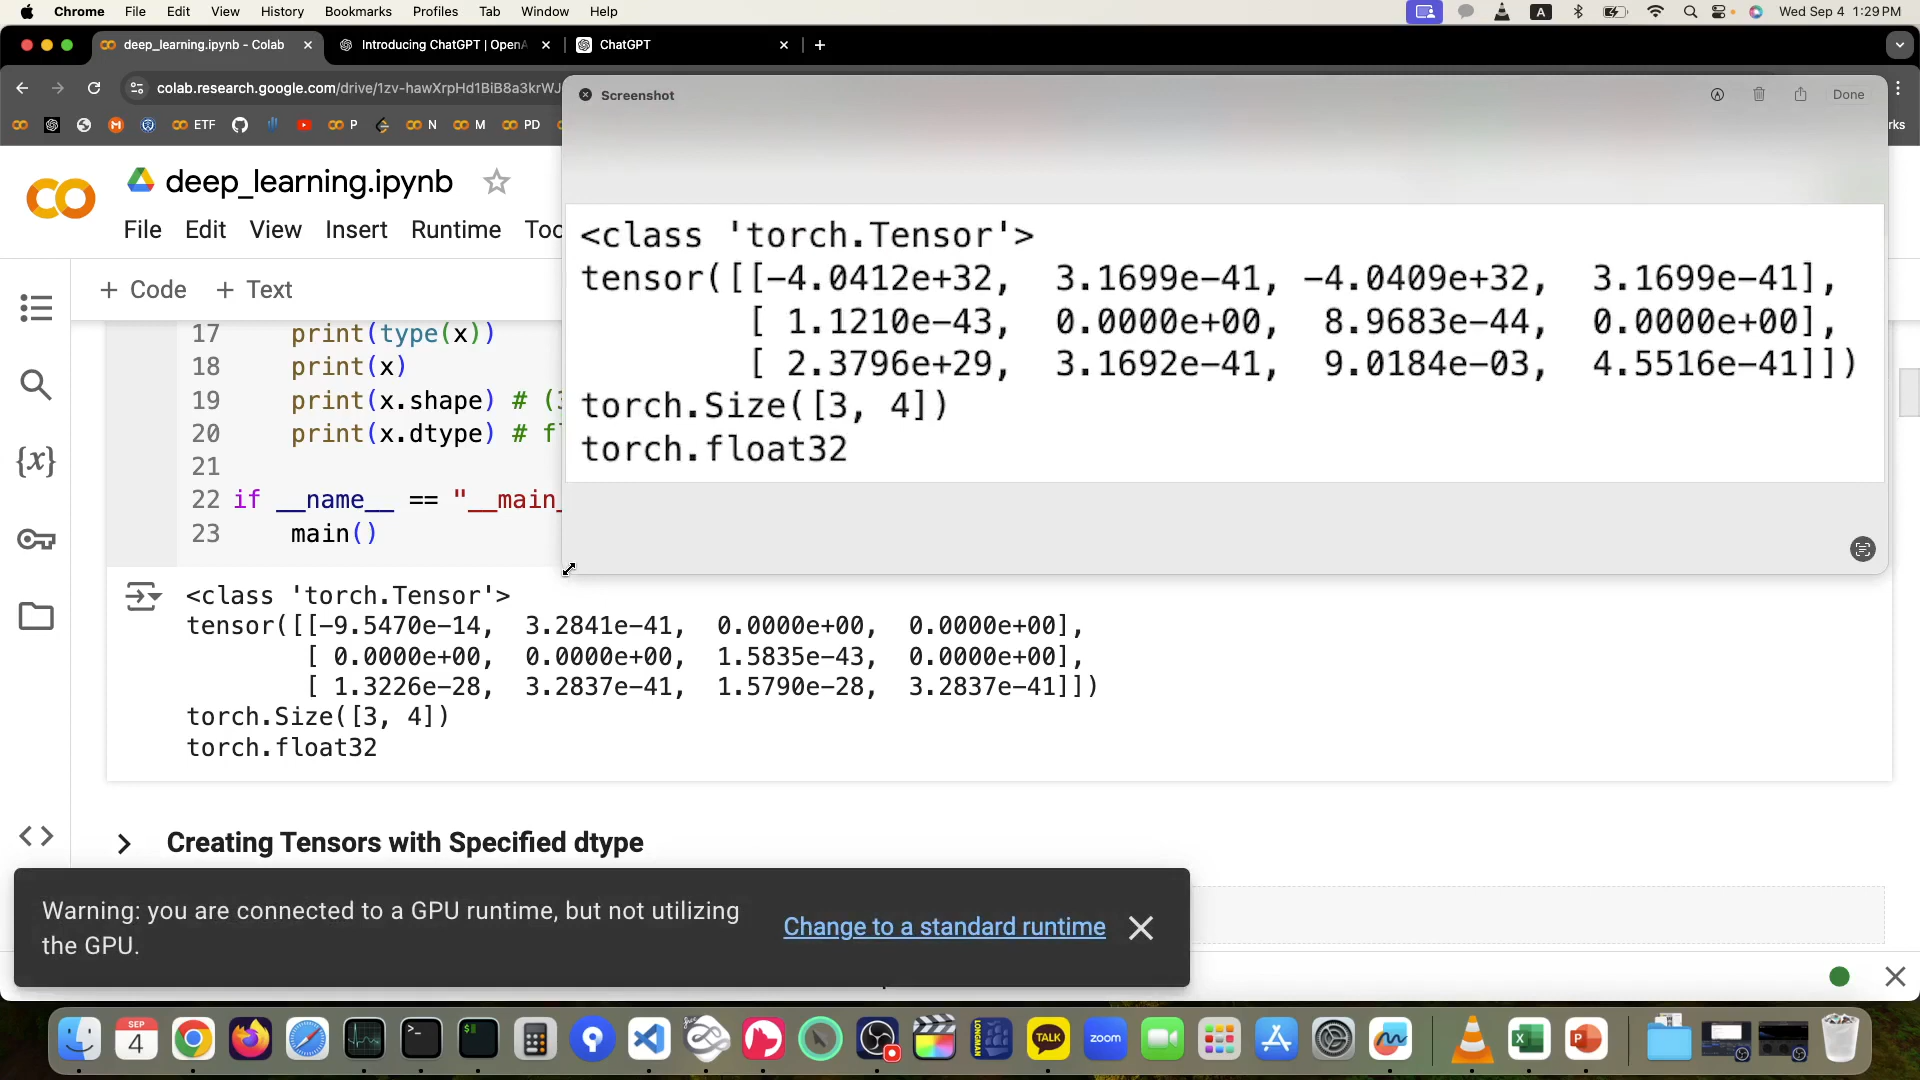 Chrome File Edit View History Bookmarks Profiles Tab Window Help
A
Wed Sep 4 1:29 PM
deep_learning.ipynb - Colab
Introducing ChatGPT | OpenA
ChatGPT
colab.research.google.com/drive/1zv-hawXrpHd1BiB8a3krWJ
ETF
P
N
M
PD
rks
Screenshot
Done
<class 'torch.Tensor'>
tensor([[-4.0412e+32, 3.1699e-41, -4.0409e+32, 3.1699e-41],
[ 1.1210e-43, 0.0000e+00, 8.9683e-44, 0.0000e+00],
[ 2.3796e+29, 3.1692e-41, 9.0184e-03, 4.5516e-41]])
torch.Size([3, 4])
torch.float32
deep_learning.ipynb
File Edit View Insert Runtime Too
+ Code + Text
17 print(type(x))
18 print(x)
19 print(x.shape) # (3
20 print(x.dtype) # fl
21
22 if __name__ == "__main_
23 main()
{x}
<class 'torch.Tensor'>
tensor([[-9.5470e-14, 3.2841e-41, 0.0000e+00, 0.0000e+00],
[ 0.0000e+00, 0.0000e+00, 1.5835e-43, 0.0000e+00],
[ 1.3226e-28, 3.2837e-41, 1.5790e-28, 3.2837e-41]])
torch.Size([3, 4])
torch.float32
Creating Tensors with Specified dtype
Warning: you are connected to a GPU runtime, but not utilizing
the GPU.
Change to a standard runtime
SEP
4
LONGMAN
TALK
zoom
X
P